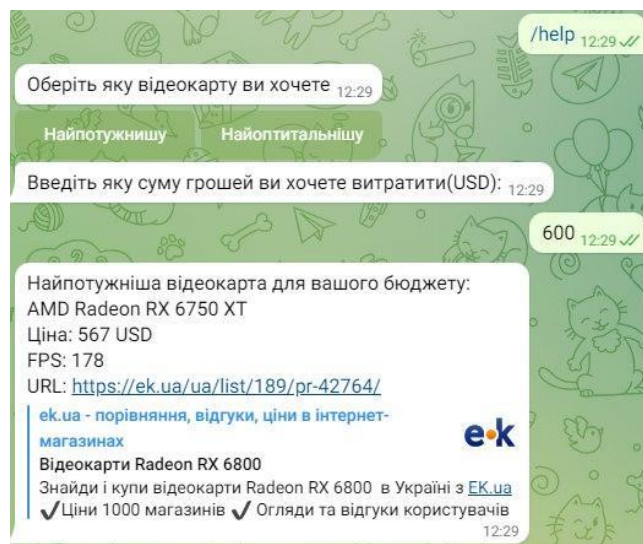 /help 12:29
Оберіть яку відеокарту ви хочете 12:29
Найпотужнишу Найоптитальнішу
Введіть яку суму грошей ви хочете витратити(USD): 12:29
600 12:29
Найпотужніша відеокарта для вашого бюджету:
AMD Radeon RX 6750 XT
Ціна: 567 USD
FPS: 178
URL: https://ek.ua/ua/list/189/pr-42764/
ek.ua - порівняння, відгуки, ціни в інтернет-
магазинах
e•k
Відеокарти Radeon RX 6800
Знайди і купи відеокарти Radeon RX 6800 в Україні з EK.ua
✓Ціни 1000 магазинів ✓ Огляди та відгуки користувачів
12:29